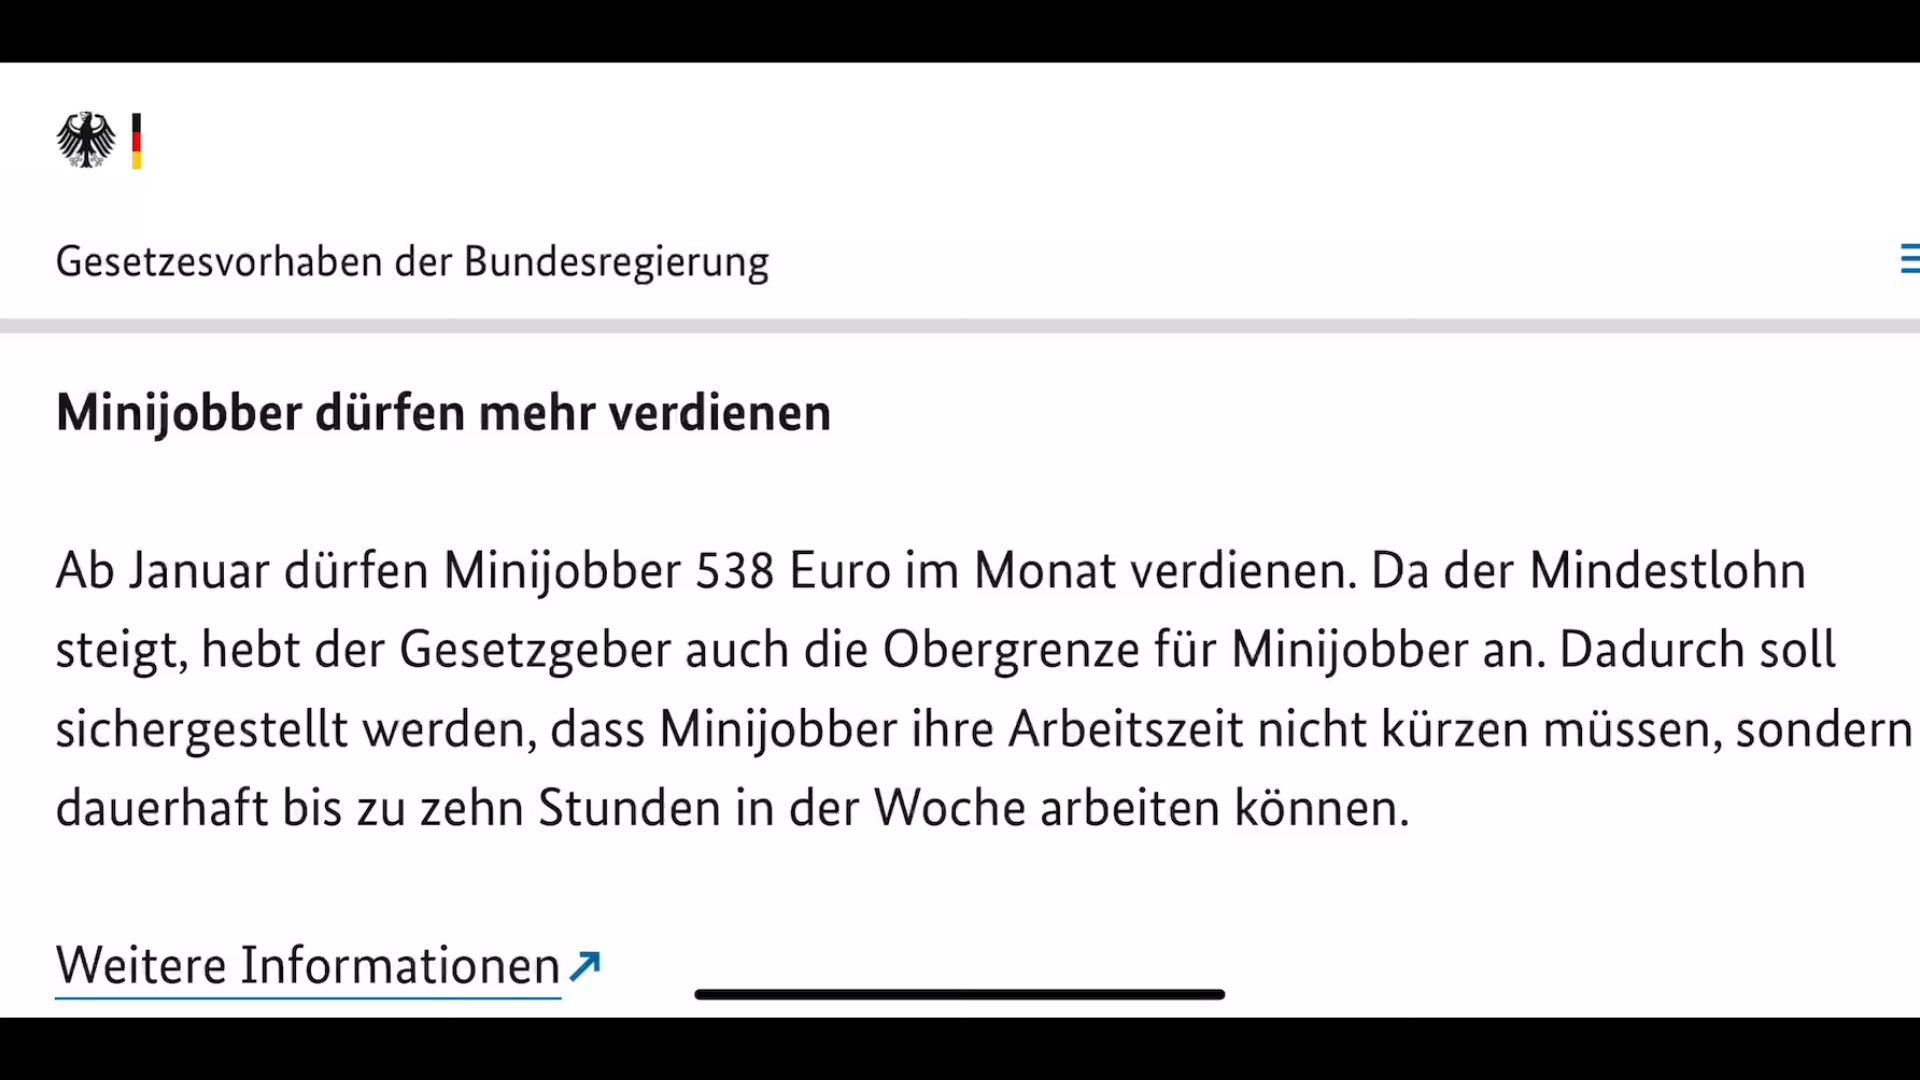 Gesetzesvorhaben der Bundesregierung
Minijobber dürfen mehr verdienen
Ab Januar dürfen Minijobber 538 Euro im Monat verdienen. Da der Mindestlohn
steigt, hebt der Gesetzgeber auch die Obergrenze für Minijobber an. Dadurch soll
sichergestellt werden, dass Minijobber ihre Arbeitszeit nicht kürzen müssen, sondern
dauerhaft bis zu zehn Stunden in der Woche arbeiten können.
Weitere Informationen